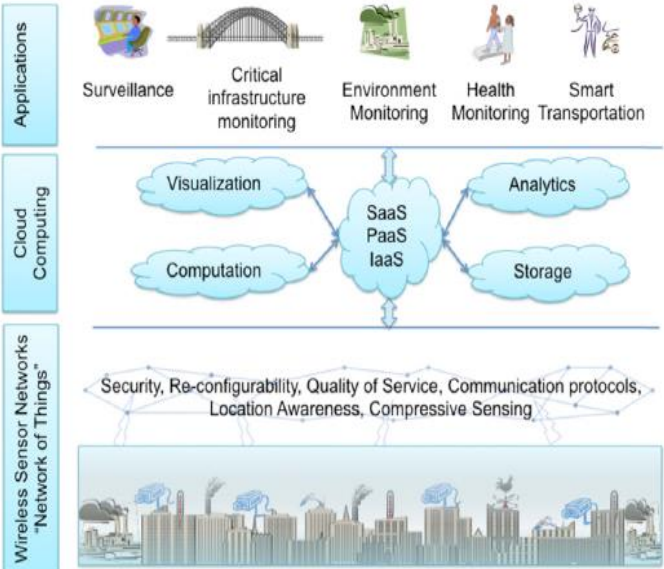 Applications
Surveillance
Critical
infrastructure
monitoring
Environment
Monitoring
Health
Monitoring
Smart
Transportation
Cloud
Computing
Visualization
Computation
SaaS
PaaS
IaaS
Analytics
Storage
Wireless Sensor Networks
"Network of Things"
Security, Re-configurability, Quality of Service, Communication protocols,
Location Awareness, Compressive Sensing